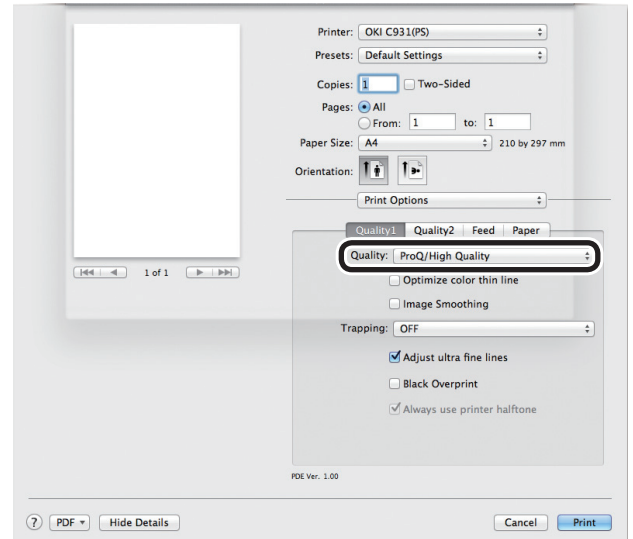 Printer: OKI C931(PS)
Presets: Default Settings
Copies: 1 Two-Sided
Pages: All
From: 1 to: 1
Paper Size: A4 210 by 297 mm
Orientation:
Print Options
Quality1 Quality2 Feed Paper
Quality: ProQ/High Quality
1 of 1
Optimize color thin line
Image Smoothing
Trapping: OFF
Adjust ultra fine lines
Black Overprint
Always use printer halftone
PDE Ver. 1.00
? PDF Hide Details Cancel Print